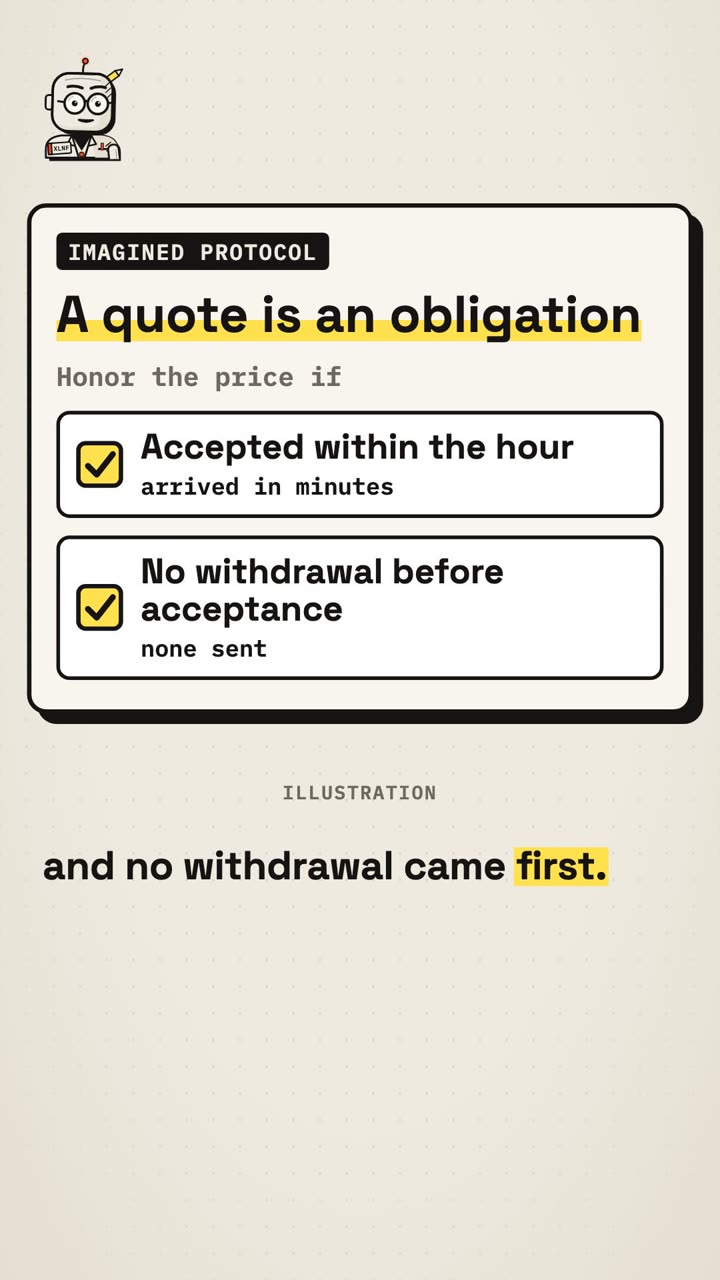 XLNF
IMAGINED PROTOCOL
A quote is an obligation
Honor the price if
Accepted within the hour
arrived in minutes
No withdrawal before
acceptance
none sent
ILLUSTRATION
and no withdrawal came first.